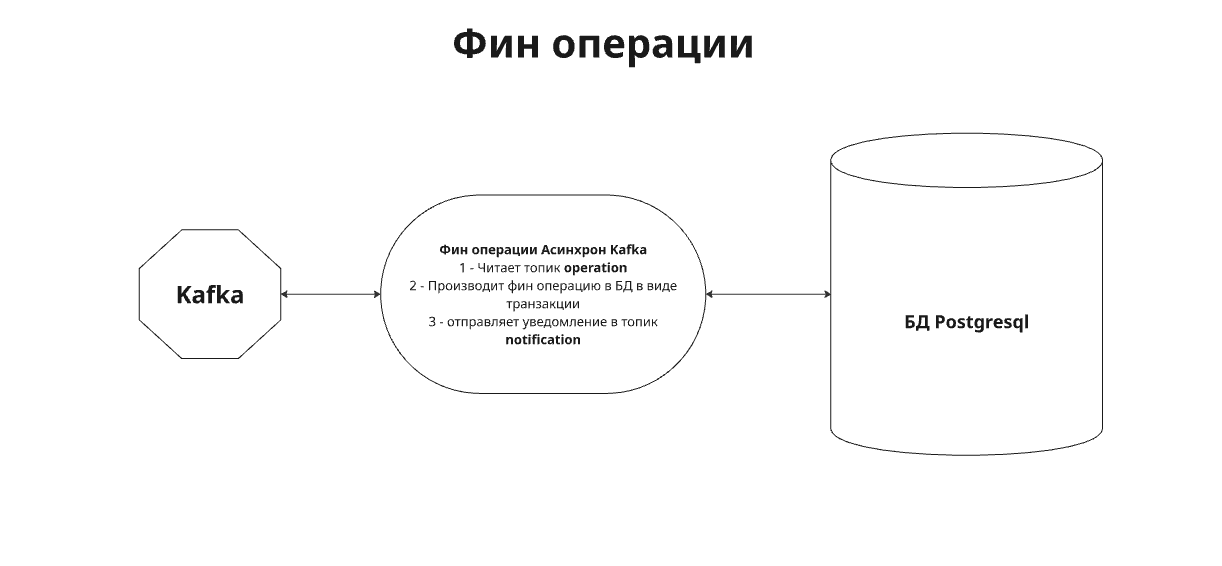 Фин операции
Kafka
Фин операции Асинхрон Kafka
1 - Читает топик operation
2 - Производит фин опеарацию в БД в виде
транзакции
3 - отправляет уведомление в топик
notification
БД Postgresql